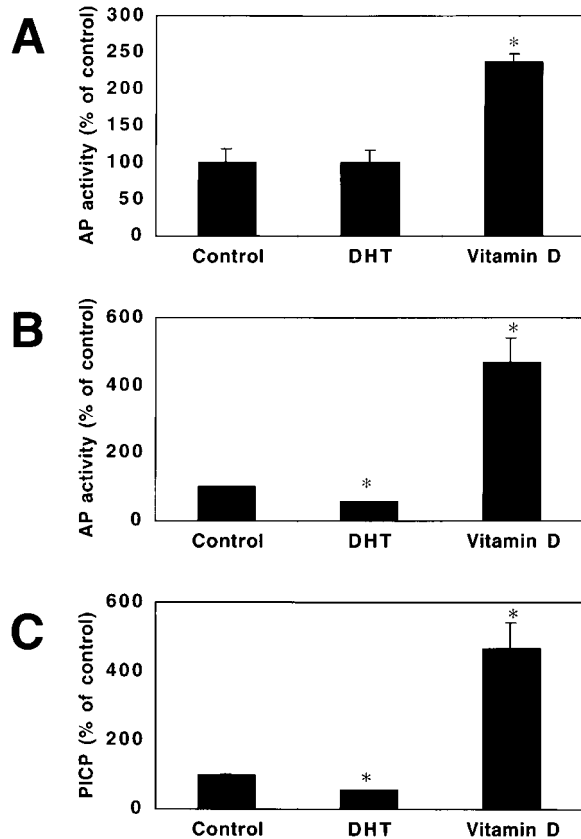 A
AP activity (% of control)
300
250
200
150
100
50
0
*
Control DHT Vitamin D
B
AP activity (% of control)
600
400
200
0
*
*
Control DHT Vitamin D
C
PICP (% of control)
600
400
200
0
*
*
Control DHT Vitamin D